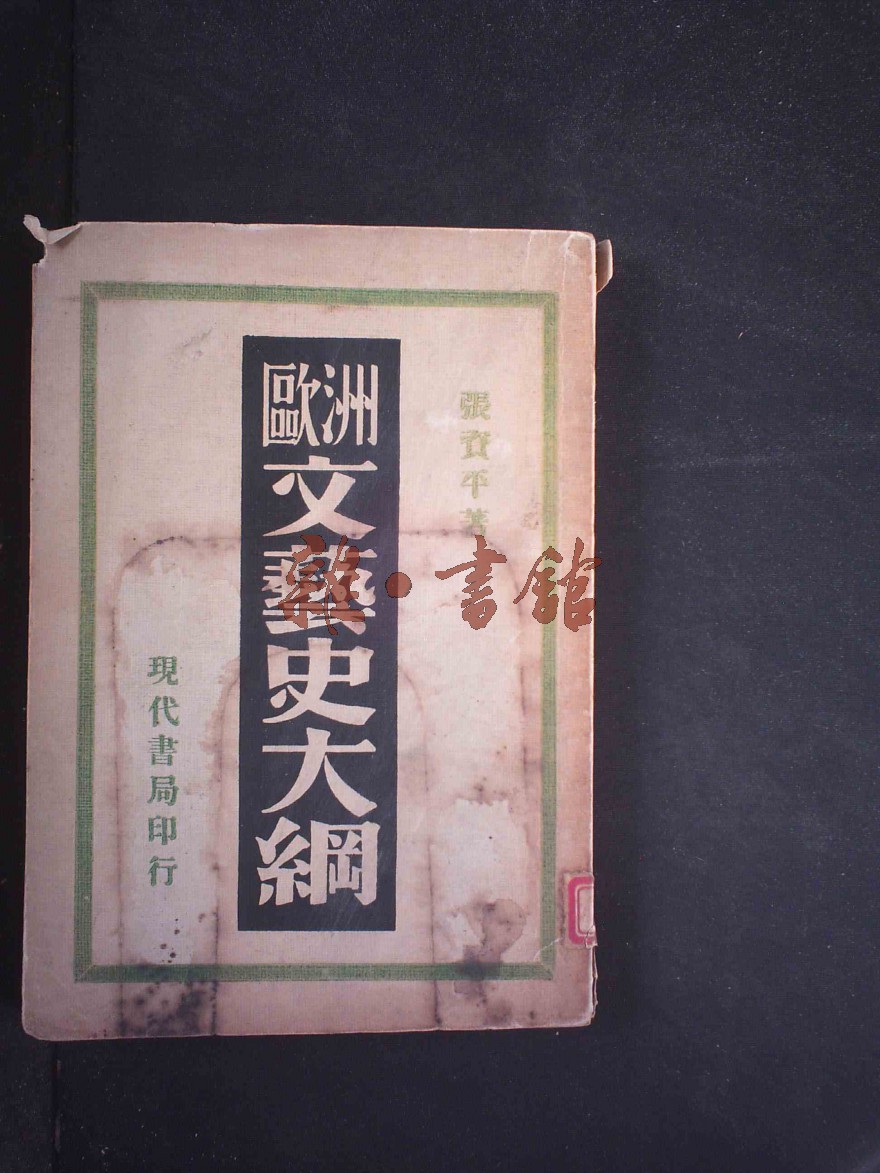 張資平著
歐洲
文藝史大綱
現代書局印行
雜·書館